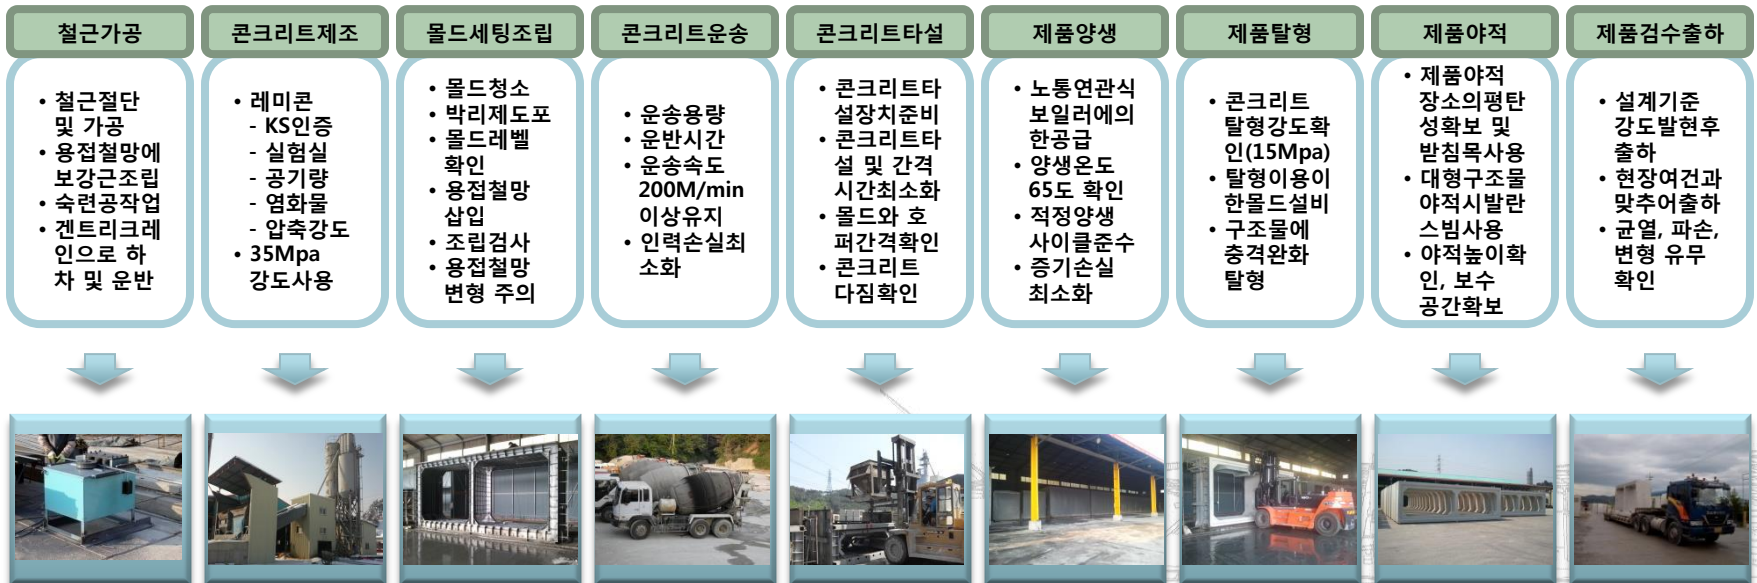 철근가공
• 철근절단
및 가공
• 용접철망에
보강근조립
• 숙련공작업
• 겐트리크레
인으로 하
차 및 운반
콘크리트제조
• 레미콘
- KS인증
- 실험실
- 공기량
- 염화물
- 압축강도
• 35Mpa
강도사용
몰드세팅조립
• 몰드청소
• 박리제도포
• 몰드레벨
확인
• 용접철망
삽입
• 조립검사
• 용접철망
변형 주의
콘크리트운송
• 운송용량
• 운반시간
• 운송속도
200M/min
이상유지
• 인력손실최
소화
콘크리트타설
• 콘크리트타
설장치준비
• 콘크리트타
설 및 간격
시간최소화
• 몰드와 호
퍼간격확인
• 콘크리트
다짐확인
제품양생
• 노통연관식
보일러에의
한공급
• 양생온도
65도 확인
• 적정양생
사이클준수
• 증기손실
최소화
제품탈형
• 콘크리트
탈형강도확
인(15Mpa)
• 탈형이용이
한몰드설비
• 구조물에
충격완화
탈형
제품야적
• 제품야적
장소의평탄
성확보 및
받침목사용
• 대형구조물
야적시발란
스빔사용
• 야적높이확
인, 보수
공간확보
제품검수출하
• 설계기준
강도발현후
출하
• 현장여건과
맞추어출하
• 균열, 파손,
변형 유무
확인